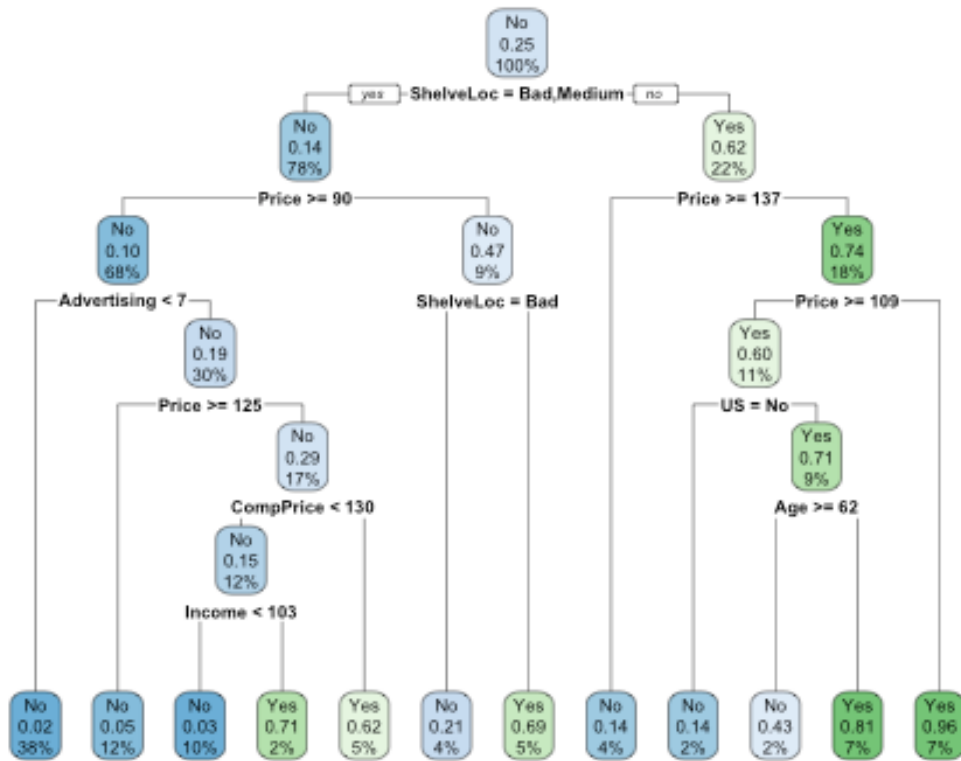 No
0.25
100%
yes ShelveLoc = Bad,Medium no
No
0.14
78%
Yes
0.62
22%
Price >= 90
Price >= 137
No
0.10
68%
No
0.47
9%
Yes
0.74
18%
Advertising < 7
ShelveLoc = Bad
Price >= 109
No
0.19
30%
Yes
0.60
11%
Price >= 125
US = No
No
0.29
17%
Yes
0.71
9%
CompPrice < 130
Age >= 62
No
0.15
12%
Income < 103
No
0.02
38%
No
0.05
12%
No
0.03
10%
Yes
0.71
2%
Yes
0.62
5%
No
0.21
4%
Yes
0.69
5%
No
0.14
4%
No
0.14
2%
No
0.43
2%
Yes
0.81
7%
Yes
0.96
7%